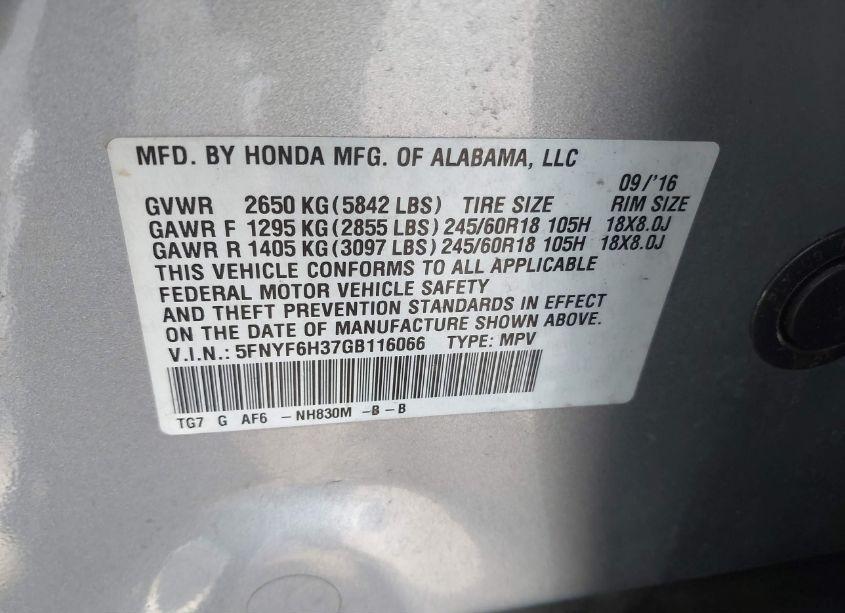 MFD. BY HONDA MFG. OF ALABAMA, LLC
09/'16
GVWR 2650 KG(5842 LBS) TIRE SIZE RIM SIZE
GAWR F 1295 KG(2855 LBS) 245/60R18 105H 18X8.0J
GAWR R 1405 KG(3097 LBS) 245/60R18 105H 18X8.0J
THIS VEHICLE CONFORMS TO ALL APPLICABLE
FEDERAL MOTOR VEHICLE SAFETY
AND THEFT PREVENTION STANDARDS IN EFFECT
ON THE DATE OF MANUFACTURE SHOWN ABOVE.
V.I.N.: 5FNYF6H37GB116066 TYPE: MPV
TG7 G AF6 -NH830M -B -B